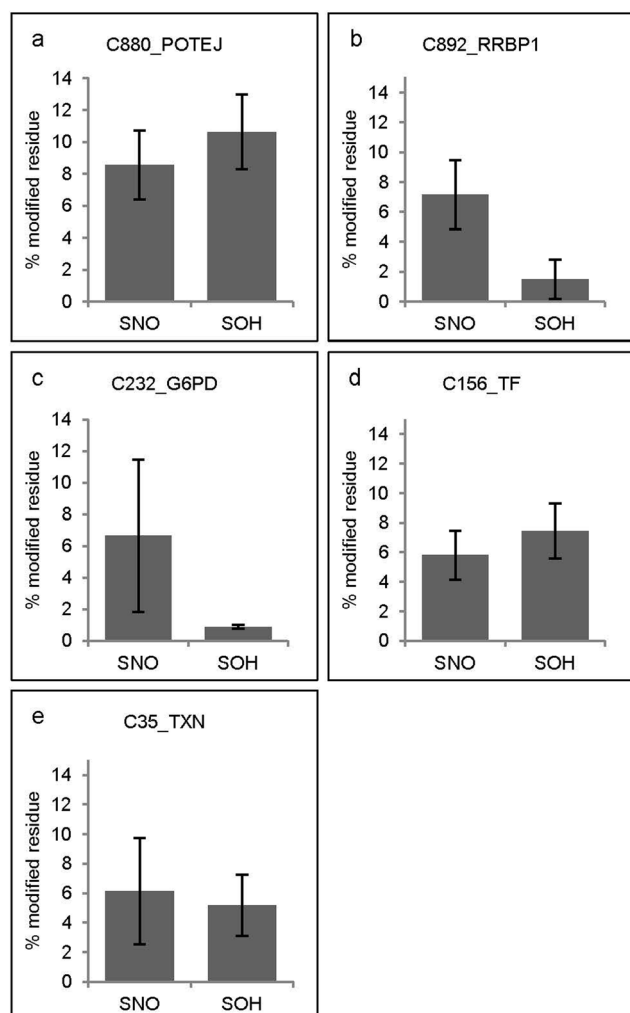 a
C880_POTEJ
% modified residue
14
12
10
8
6
4
2
0
SNO SOH
b
C892_RRBP1
% modified residue
14
12
10
8
6
4
2
0
SNO SOH
c
C232_G6PD
% modified residue
14
12
10
8
6
4
2
0
SNO SOH
d
C156_TF
% modified residue
14
12
10
8
6
4
2
0
SNO SOH
e
C35_TXN
% modified residue
14
12
10
8
6
4
2
0
SNO SOH